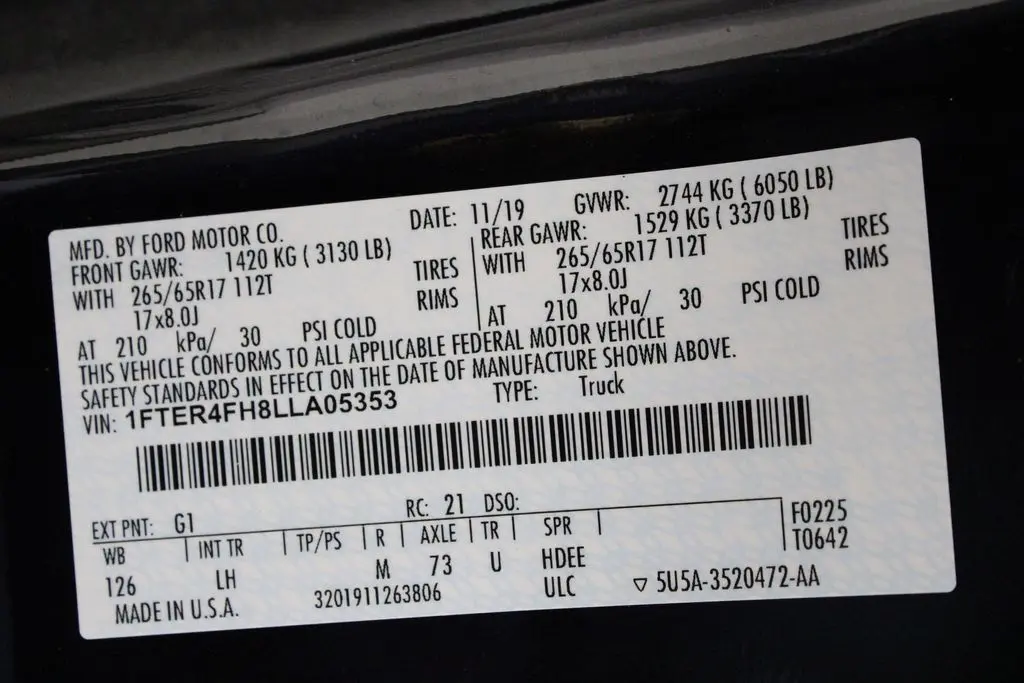 MFD. BY FORD MOTOR CO. DATE: 11/19 GVWR: 2744 KG ( 6050 LB)
FRONT GAWR: 1420 KG ( 3130 LB) REAR GAWR: 1529 KG ( 3370 LB)
WITH 265/65R17 112T TIRES WITH 265/65R17 112T TIRES
17x8.0J RIMS 17x8.0J RIMS
AT 210 kPa/ 30 PSI COLD AT 210 kPa/ 30 PSI COLD
THIS VEHICLE CONFORMS TO ALL APPLICABLE FEDERAL MOTOR VEHICLE
SAFETY STANDARDS IN EFFECT ON THE DATE OF MANUFACTURE SHOWN ABOVE.
VIN: 1FTER4FH8LLA05353 TYPE: Truck
EXT PNT: G1 RC: 21 DSO:
WB INT TR TP/PS R AXLE TR SPR F0225
126 LH M 73 U HDEE T0642
MADE IN U.S.A. 3201911263806 ULC ▽ 5U5A-3520472-AA